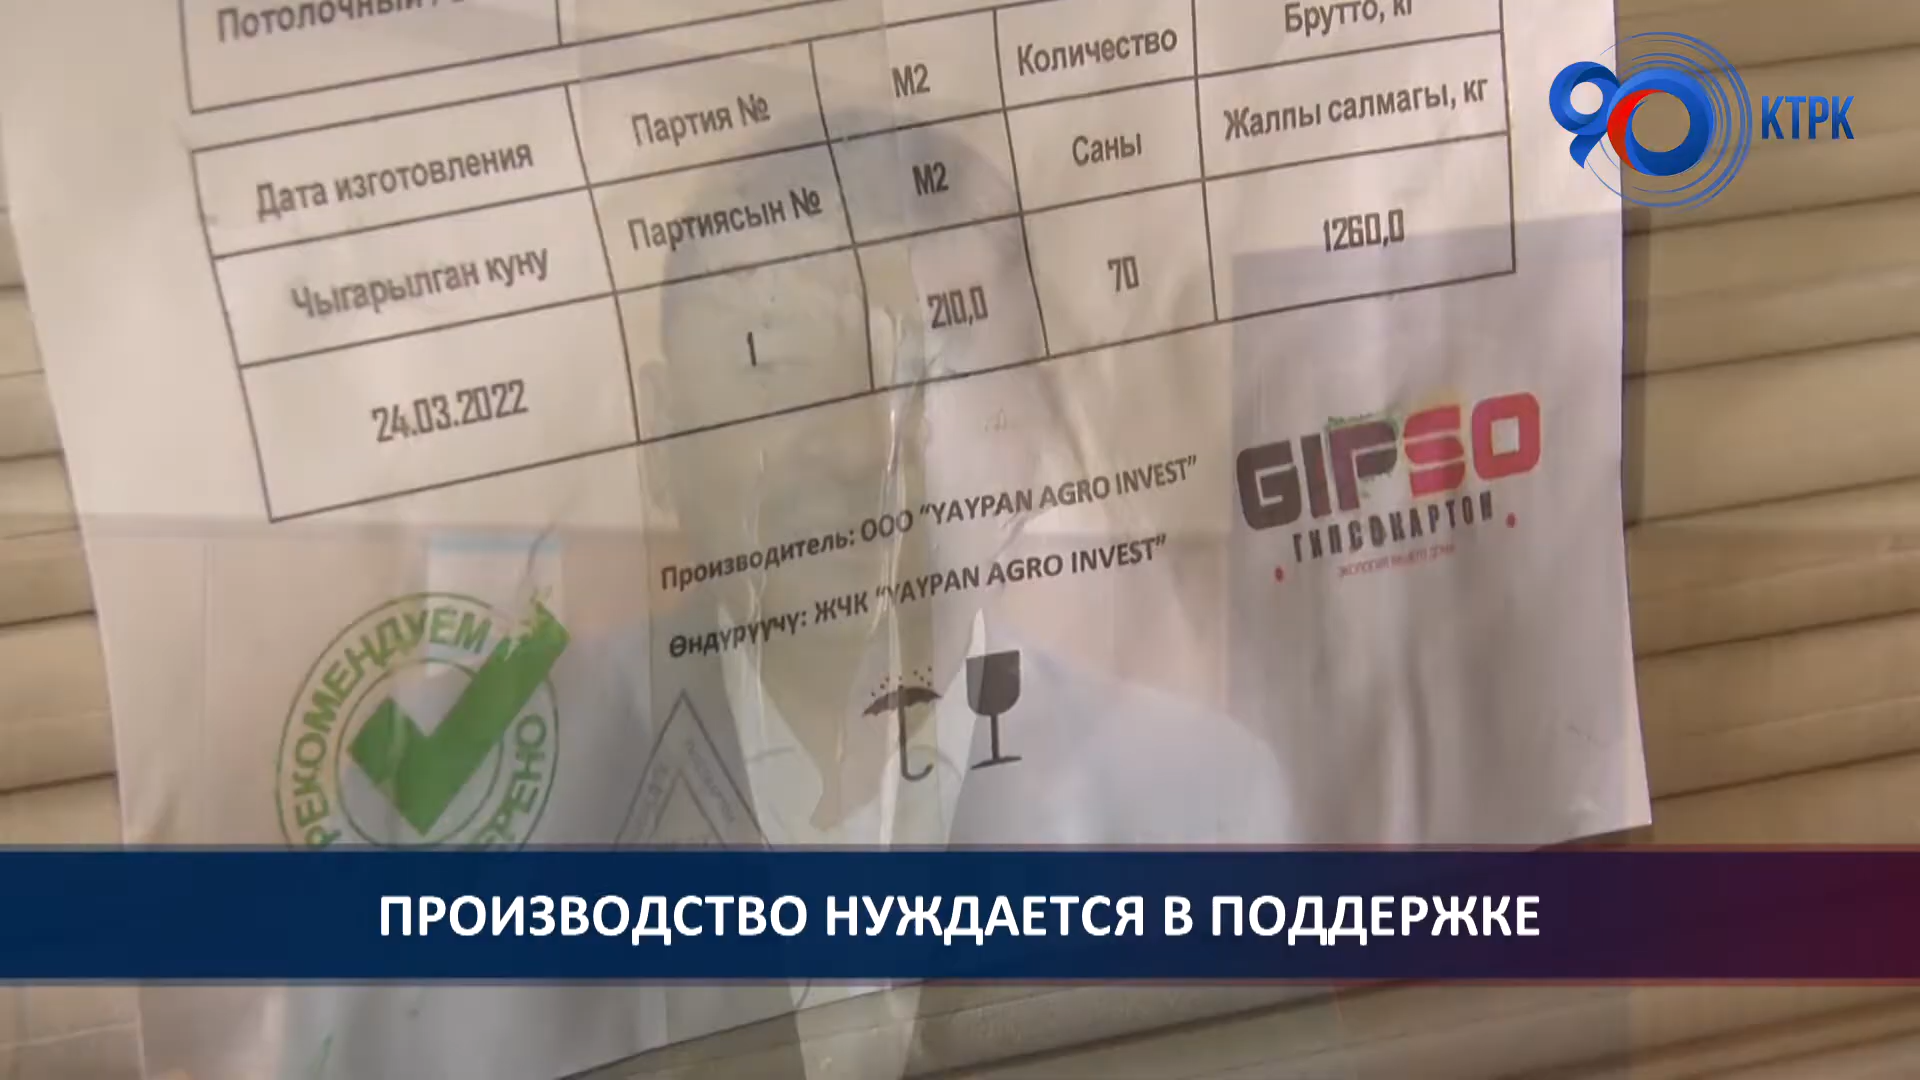 Потолочный
Брутто, кг
Дата изготовления Партия № М2 Количество
Чыгарылган куну Партиясын № М2 Саны Жалпы салмагы, кг
24.03.2022 1 210,0 70 1260,0
Производитель: ООО “YAYPAN AGRO INVEST”
Өндүрүүчү: ЖЧК “YAYPAN AGRO INVEST”
GIPSO
ГИПСОКАРТОН
РЕКОМЕНДУЕМ
90 КТРК
ПРОИЗВОДСТВО НУЖДАЕТСЯ В ПОДДЕРЖКЕ